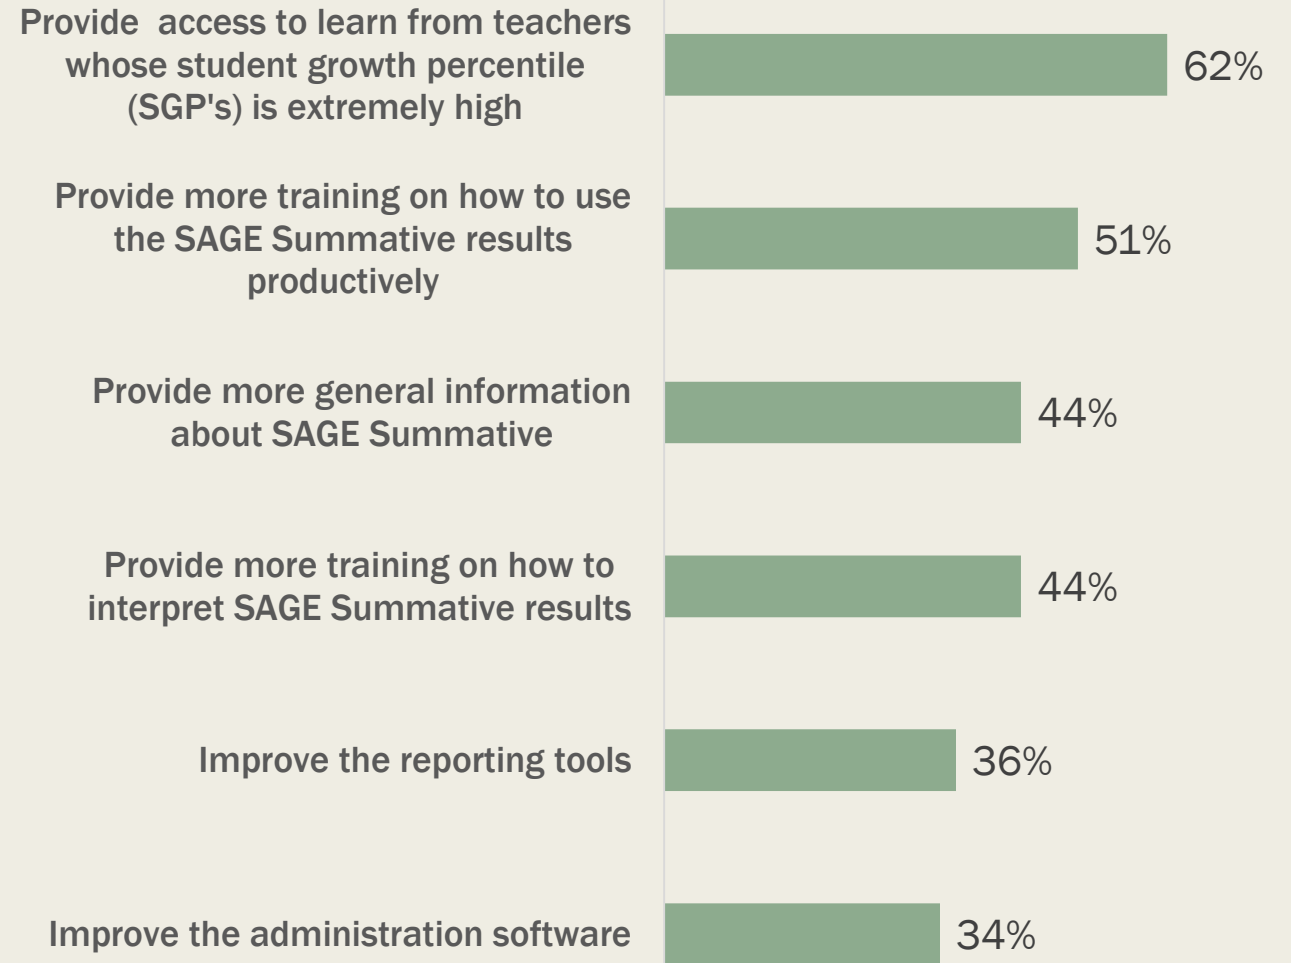 Provide  access to learn from teachers
whose student growth percentile
(SGP's) is extremely high
62%
Provide more training on how to use
the SAGE Summative results
productively
51%
Provide more general information
about SAGE Summative
44%
Provide more training on how to
interpret SAGE Summative results
44%
Improve the reporting tools
36%
Improve the administration software
34%